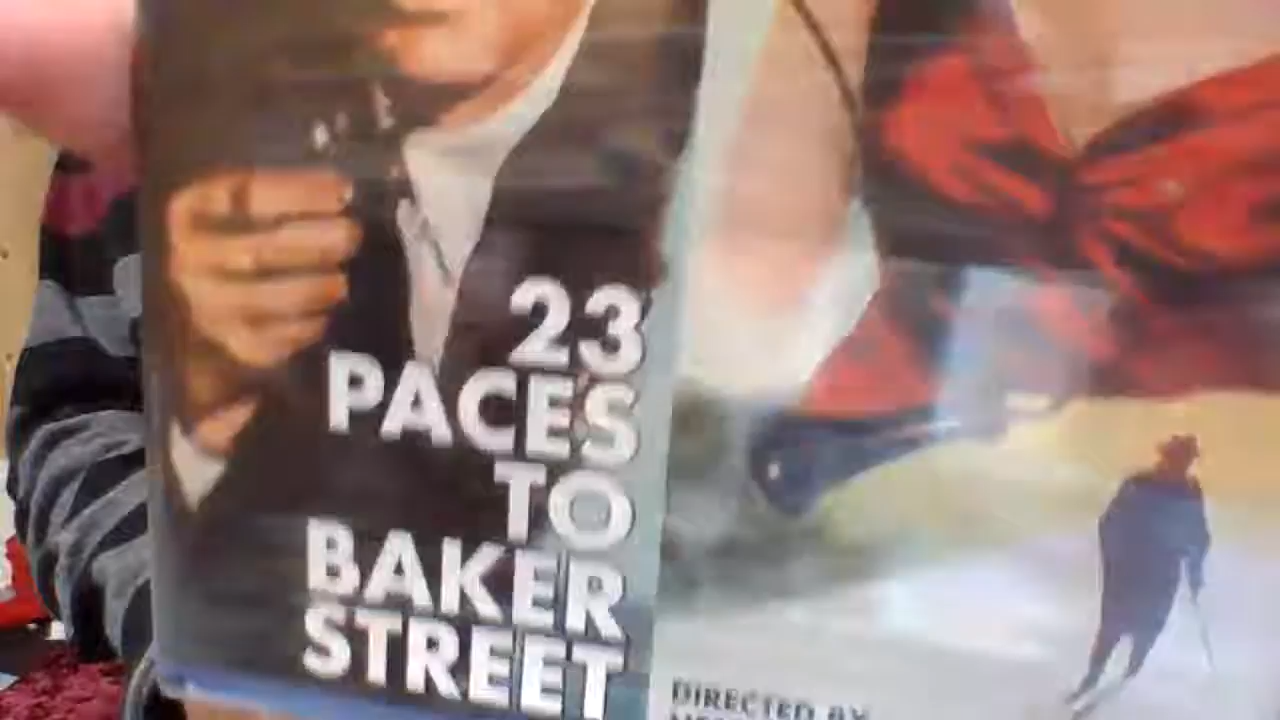 23
PACES
TO
BAKER
STREET
DIRECTED BY